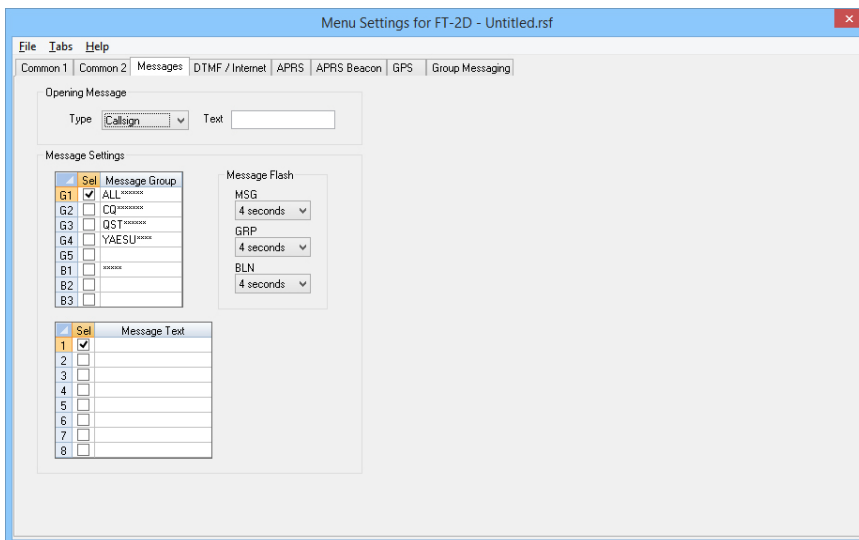 Menu Settings for FT-2D - Untitled.rsf
File Tabs Help
Common 1 Common 2 Messages DTMF / Internet APRS APRS Beacon GPS Group Messaging
Opening Message
Type Callsign Text
Message Settings
Sel Message Group
G1 ALL******
G2 CQ*******
G3 QST******
G4 YAESU****
G5
B1 *****
B2
B3
Message Flash
MSG
4 seconds
GRP
4 seconds
BLN
4 seconds
Sel Message Text
1
2
3
4
5
6
7
8